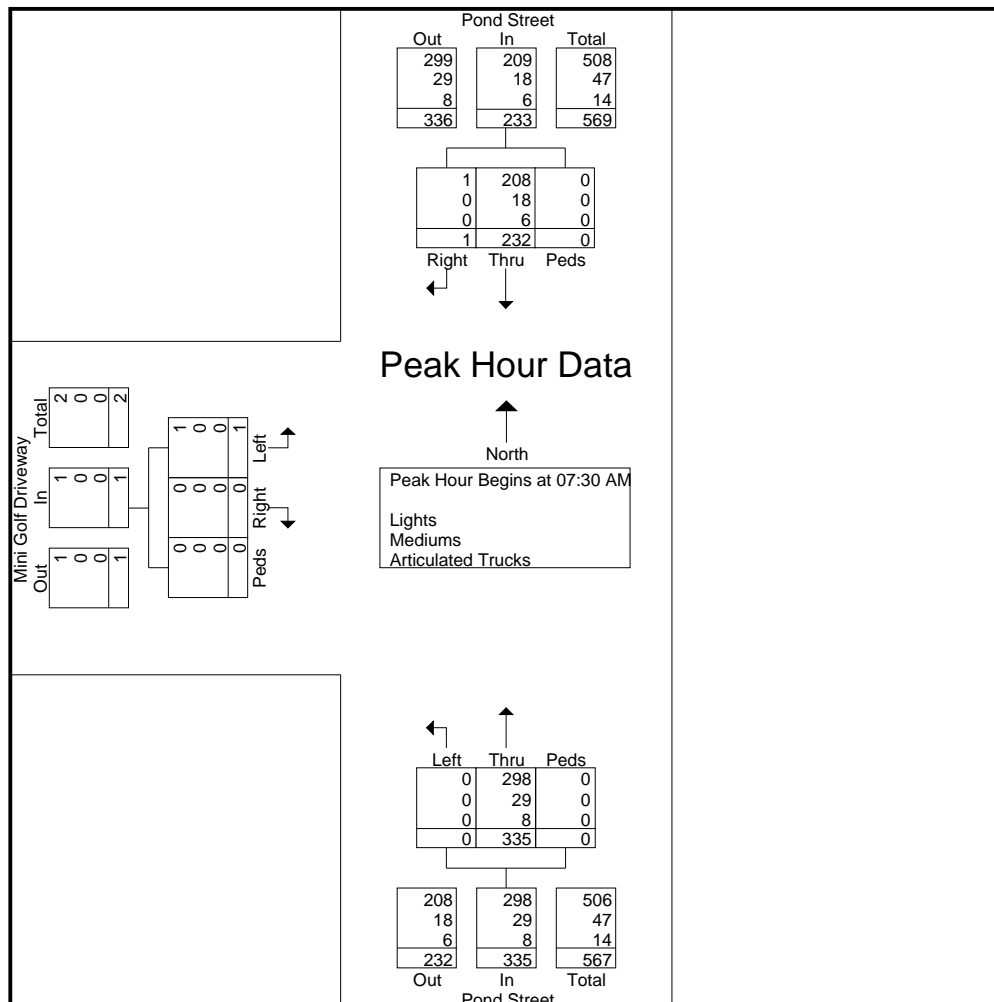 Pond Street
Out In Total
299 209 508
29 18 47
8 6 14
336 233 569
1 208 0
0 18 0
0 6 0
1 232 0
Right Thru Peds
Peak Hour Data
North
Peak Hour Begins at 07:30 AM
Lights
Mediums
Articulated Trucks
Mini Golf Driveway
Out In Total
1 1 2
0 0 0
0 0 0
1 1 2
0 0 1
0 0 0
0 0 0
0 0 1
Peds Right Left
Left Thru Peds
0 298 0
0 29 0
0 8 0
0 335 0
208 298 506
18 29 47
6 8 14
232 335 567
Out In Total
Pond Street